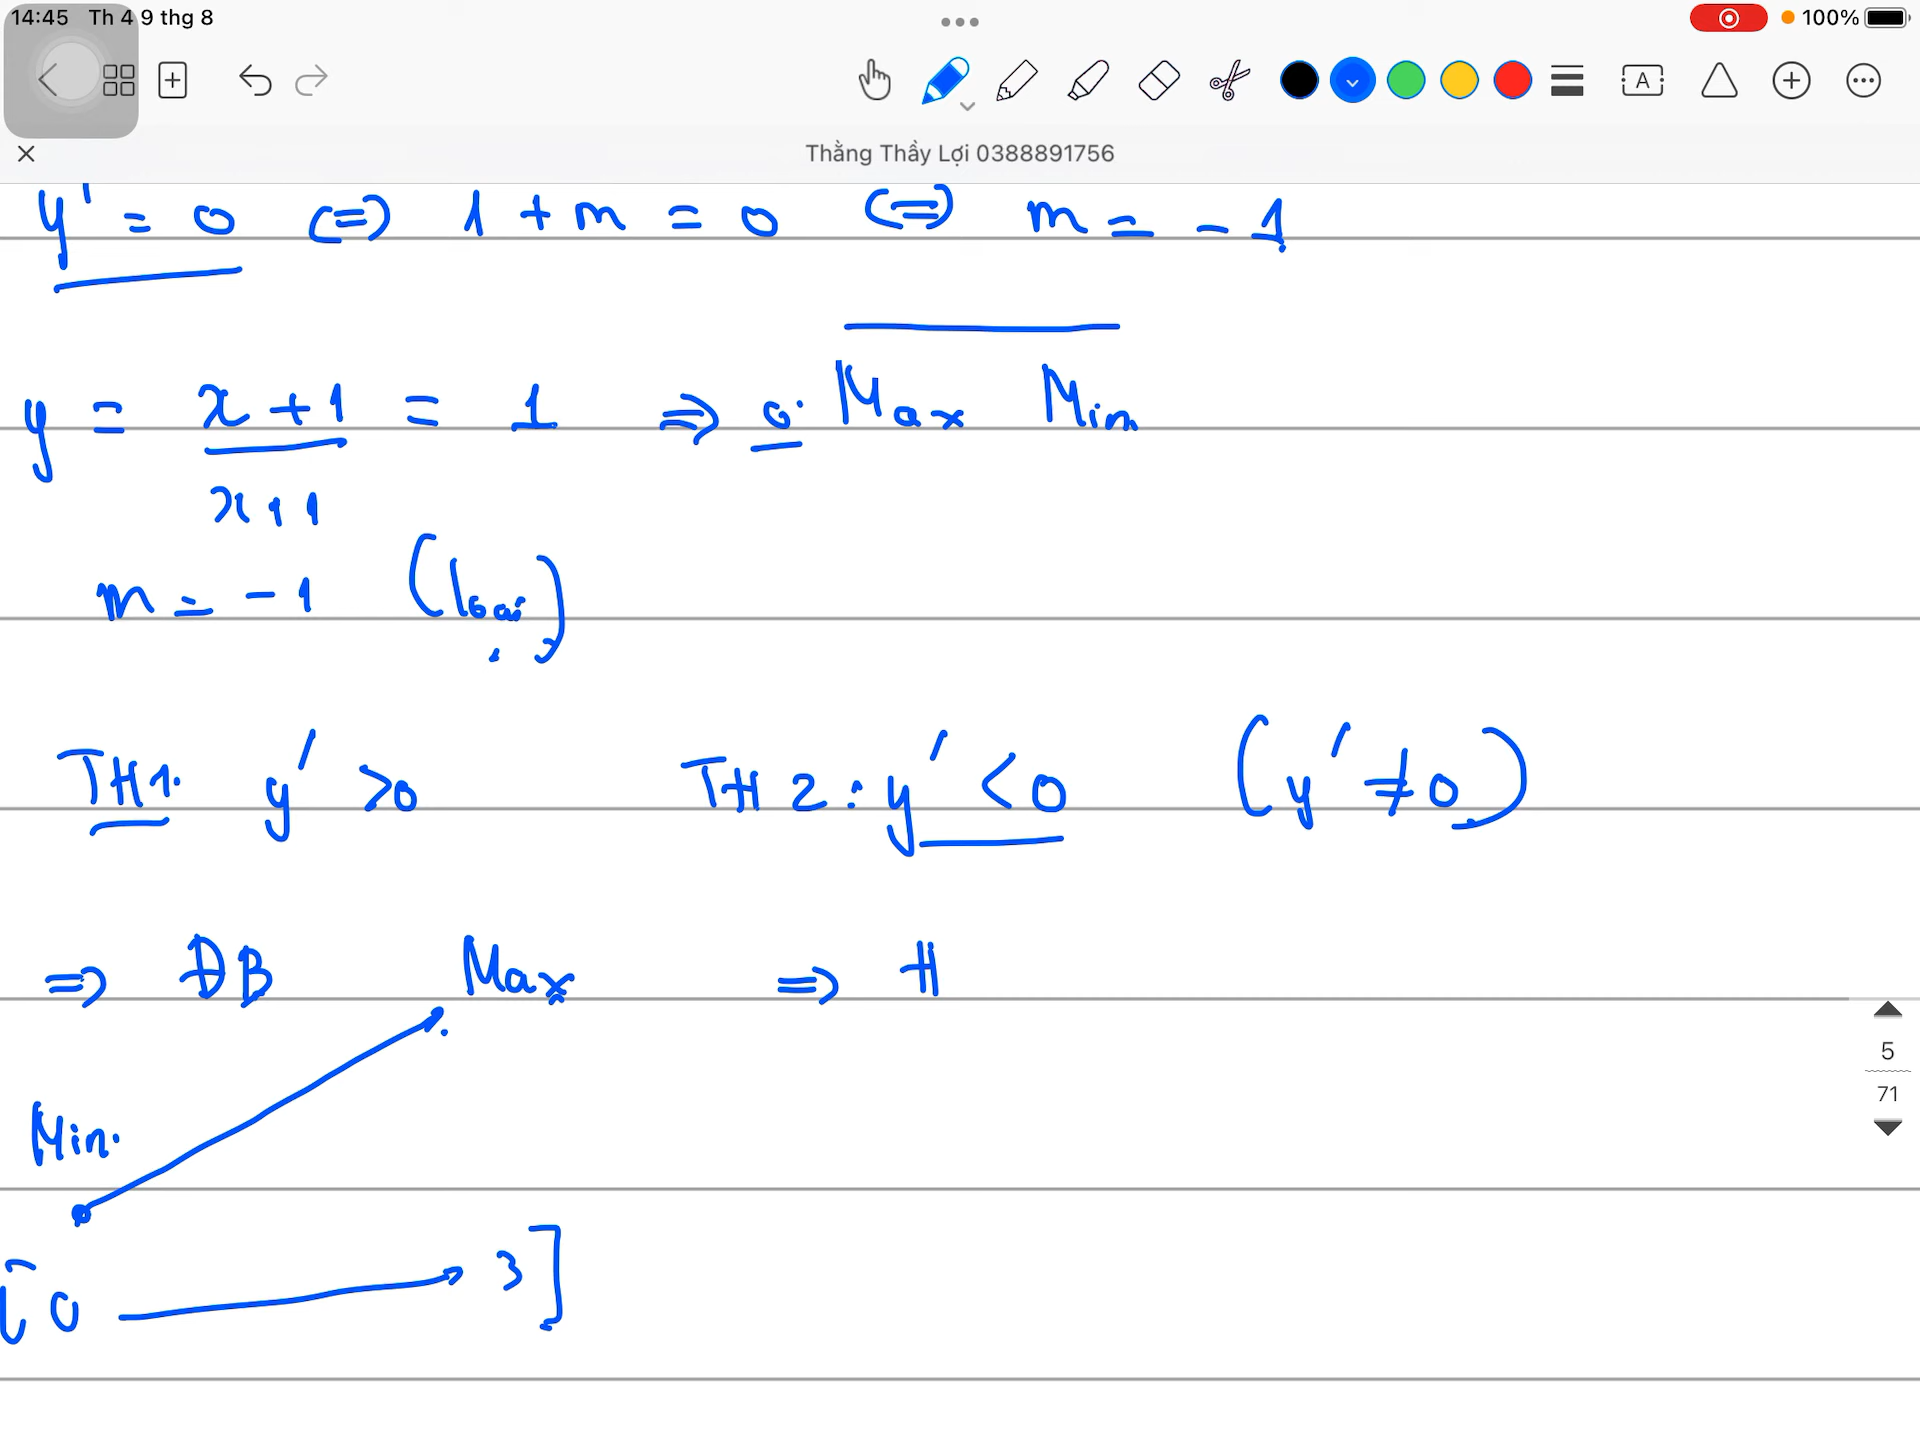 14:45 Th 4 9 thg 8
100%
A
Thằng Thầy Lợi 0388891756
y' = 0 (=) 1 + m = 0 (=) m = -1
y = x+1 / x+1 = 1 => 0 Max Min
m = -1 (loại)
TH1. y' >0 TH 2: y' <0 (y' ≠ 0)
=> ĐB Max => H
Min.
[0 → 3]
5
71